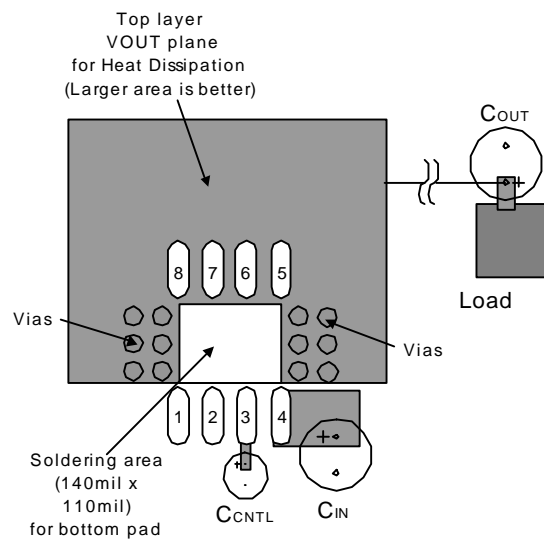 Top layer
VOUT plane
for Heat Dissipation
(Larger area is better)
COUT
8 7 6 5
Load
Vias
Vias
1 2 3 4
+
+
+
Soldering area
(140mil x
110mil)
for bottom pad
CCNTL
CIN